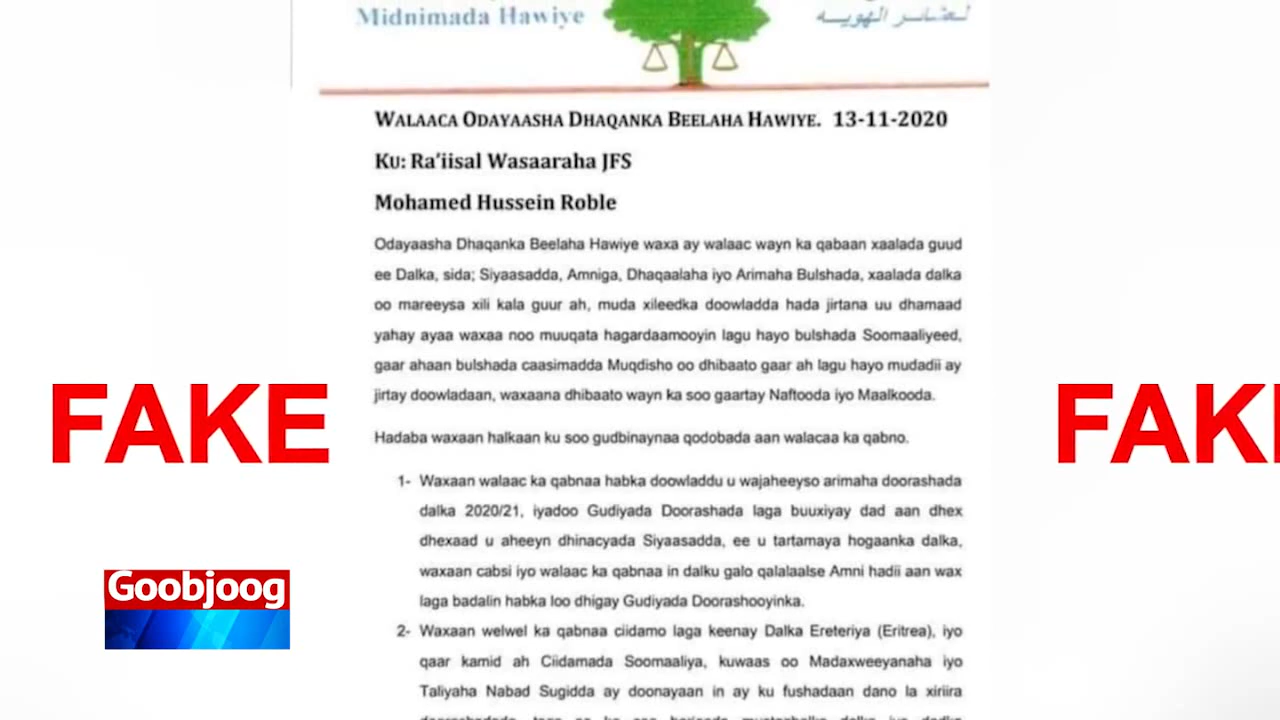 Midnimada Hawiye
WALAACA ODAYAASHA DHAQANKA BEELAHA HAWIYE. 13-11-2020
KU: Ra'iisal Wasaaraha JFS
Mohamed Hussein Roble
Odayaasha Dhaqanka Beelaha Hawiye waxa ay walaac wayn ka qabaan xaalada guud
ee Dalka, sida; Siyaasadda, Amniga, Dhaqaalaha iyo Arimaha Bulshada, xaalada dalka
oo mareeysa xili kala guur ah, muda xileedka doowladda hada jirtana uu dhamaad
yahay ayaa waxaa noo muuqata hagardaamooyin lagu hayo bulshada Soomaaliyeed,
gaar ahaan bulshada caasimadda Muqdisho oo dhibaato gaar ah lagu hayo mudadii ay
jirtay doowladaan, waxaana dhibaato wayn ka soo gaartay Naftooda iyo Maalkooda.
Hadaba waxaan halkaan ku soo gudbinaynaa qodobada aan walacaa ka qabno.
1- Waxaan walaac ka qabnaa habka doowladdu u wajaheeyso arimaha doorashada
dalka 2020/21, iyadoo Gudiyada Doorashada laga buuxiyay dad aan dhex
dhexaad u aheeyn dhinacyada Siyaasadda, ee u tartamaya hogaanka dalka,
waxaan cabsi iyo walaac ka qabnaa in dalku galo qalalaalse Amni hadii aan wax
laga badalin habka loo dhigay Gudiyada Doorashooyinka.
2- Waxaan welwel ka qabnaa ciidamo laga keenay Dalka Ereteriya (Eritrea), iyo
qaar kamid ah Ciidamada Soomaaliya, kuwaas oo Madaxweeyanaha iyo
Taliyaha Nabad Sugidda ay doonayaan in ay ku fushadaan dano la xiriira
FAKE
FAK
Goobjoog